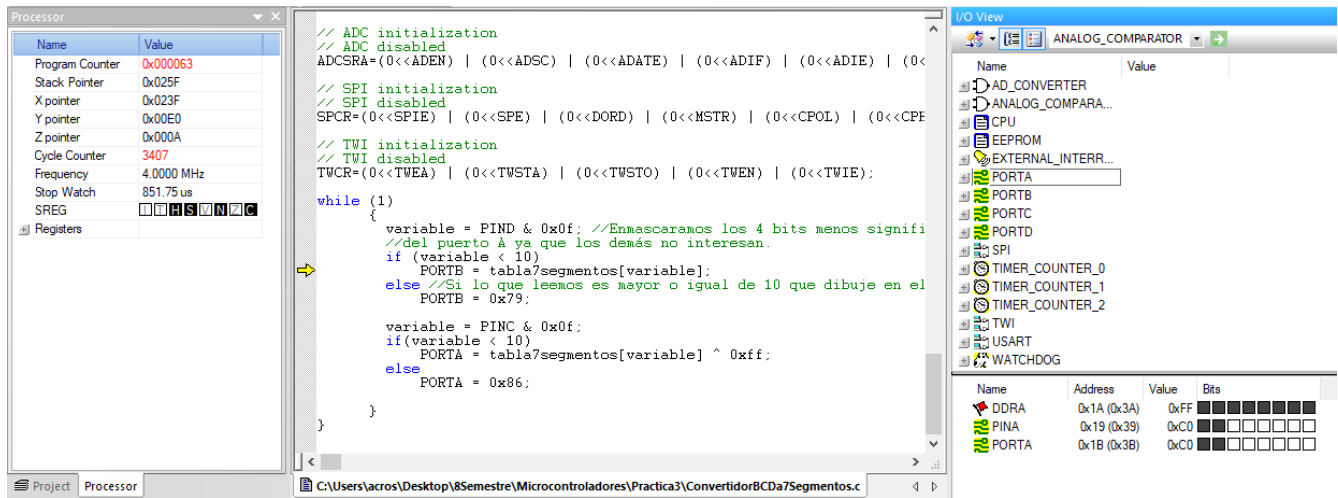 Processor
Name Value
Program Counter 0x000063
Stack Pointer 0x025F
X pointer 0x023F
Y pointer 0x00E0
Z pointer 0x000A
Cycle Counter 3407
Frequency 4.0000 MHz
Stop Watch 851.75 us
SREG I T H S V N Z C
Registers
Project Processor
// ADC initialization
// ADC disabled
ADCSRA=(0<<ADEN) | (0<<ADSC) | (0<<ADATE) | (0<<ADIF) | (0<<ADIE) | (0<
// SPI initialization
// SPI disabled
SPCR=(0<<SPIE) | (0<<SPE) | (0<<DORD) | (0<<MSTR) | (0<<CPOL) | (0<<CPH
// TWI initialization
// TWI disabled
TWCR=(0<<TWEA) | (0<<TWSTA) | (0<<TWSTO) | (0<<TWEN) | (0<<TWIE);
while (1)
{
variable = PIND & 0x0f; //Enmascaramos los 4 bits menos signifi
//del puerto A ya que los demás no interesan.
if (variable < 10)
PORTB = tabla7segmentos[variable];
else //Si lo que leemos es mayor o igual de 10 que dibuje en el
PORTB = 0x79;
variable = PINC & 0x0f;
if(variable < 10)
PORTA = tabla7segmentos[variable] ^ 0xff;
else
PORTA = 0x86;
}
}
C:\Users\acros\Desktop\8Semestre\Microcontroladores\Practica3\ConvertidorBCDa7Segmentos.c
I/O View
ANALOG_COMPARATOR
Name Value
AD_CONVERTER
ANALOG_COMPARA...
CPU
EEPROM
EXTERNAL_INTERR...
PORTA
PORTB
PORTC
PORTD
SPI
TIMER_COUNTER_0
TIMER_COUNTER_1
TIMER_COUNTER_2
TWI
USART
WATCHDOG
Name Address Value Bits
DDRA 0x1A (0x3A) 0xFF
PINA 0x19 (0x39) 0xC0
PORTA 0x1B (0x3B) 0xC0